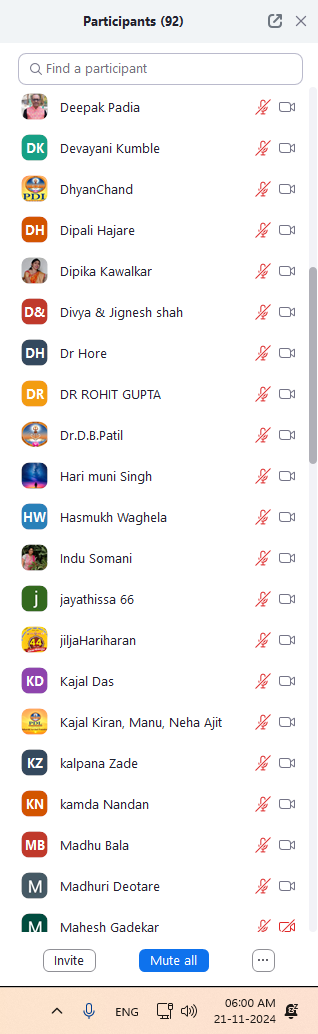 Participants (92)
Find a participant
Deepak Padia
DK Devayani Kumble
PDI DhyanChand
DH Dipali Hajare
Dipika Kawalkar
D& Divya & Jignesh shah
DH Dr Hore
DR DR ROHIT GUPTA
Dr.D.B.Patil
Hari muni Singh
HW Hasmukh Waghela
Indu Somani
j jayathissa 66
44 jiljaHariharan
KD Kajal Das
PDI Kajal Kiran, Manu, Neha Ajit
KZ kalpana Zade
KN kamda Nandan
MB Madhu Bala
M Madhuri Deotare
M Mahesh Gadekar
Invite Mute all ...
ENG 06:00 AM
21-11-2024